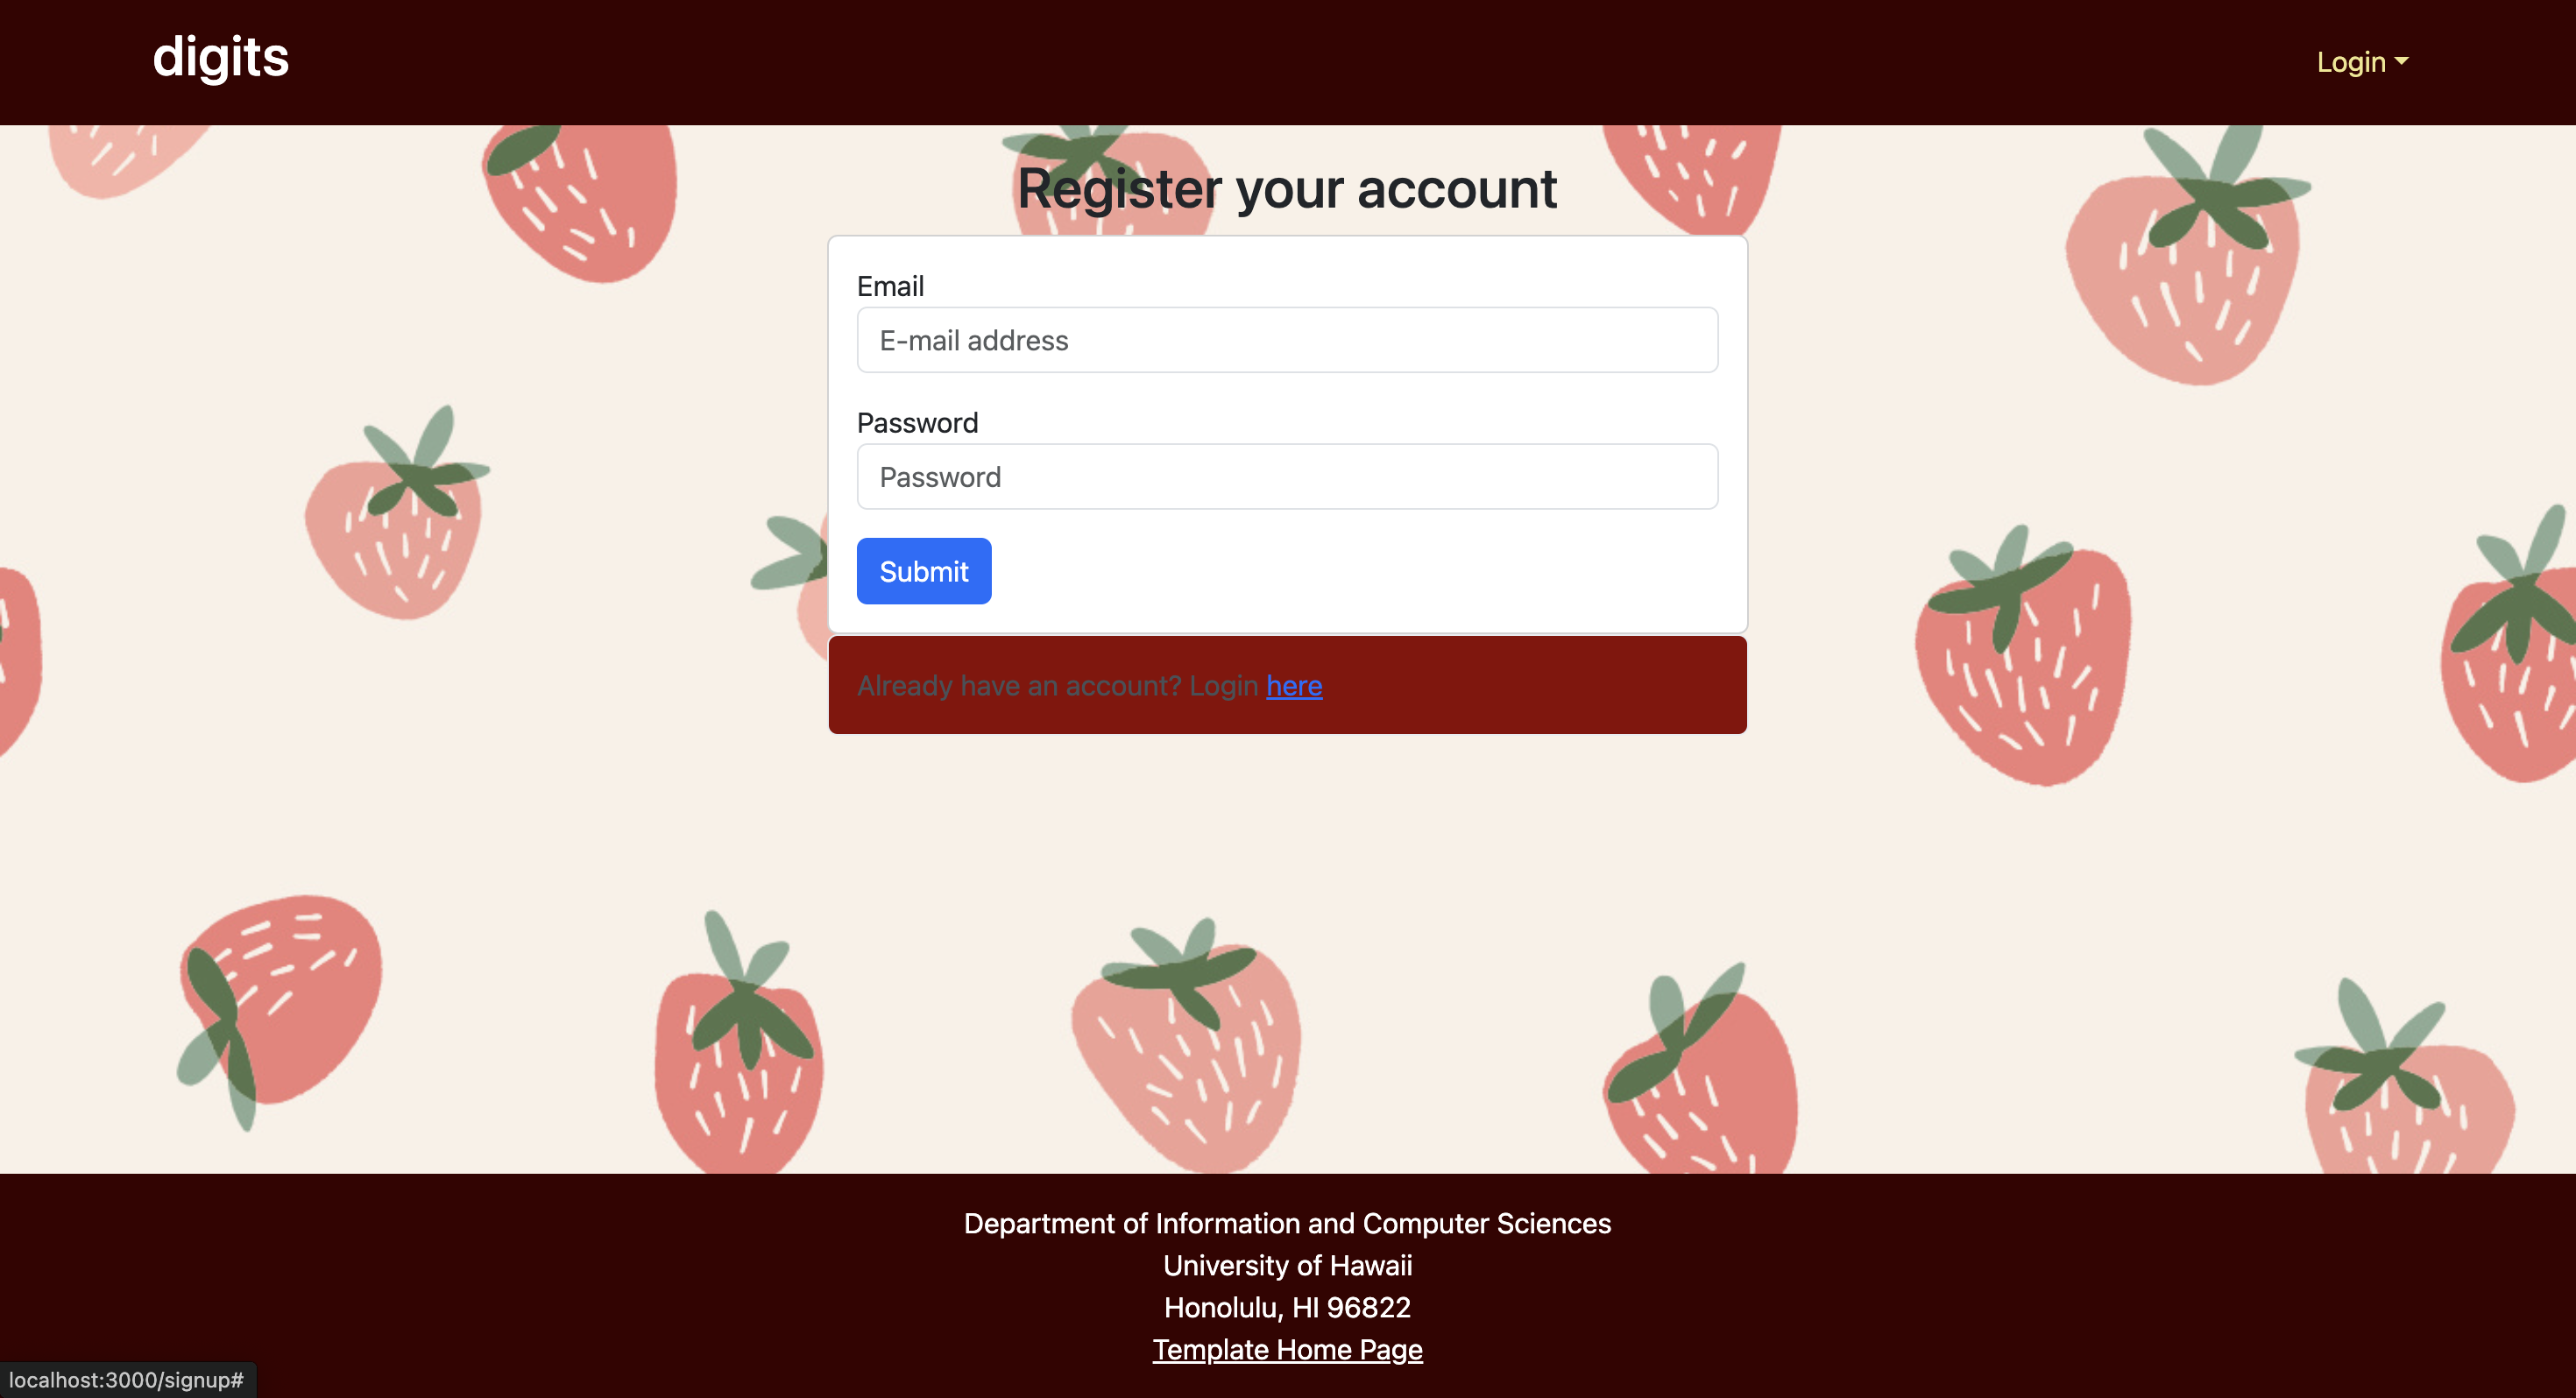 digits
Login
Register your account
Email
E-mail address
Password
Password
Submit
Already have an account? Login here
Department of Information and Computer Sciences
University of Hawaii
Honolulu, HI 96822
Template Home Page
localhost:3000/signup#